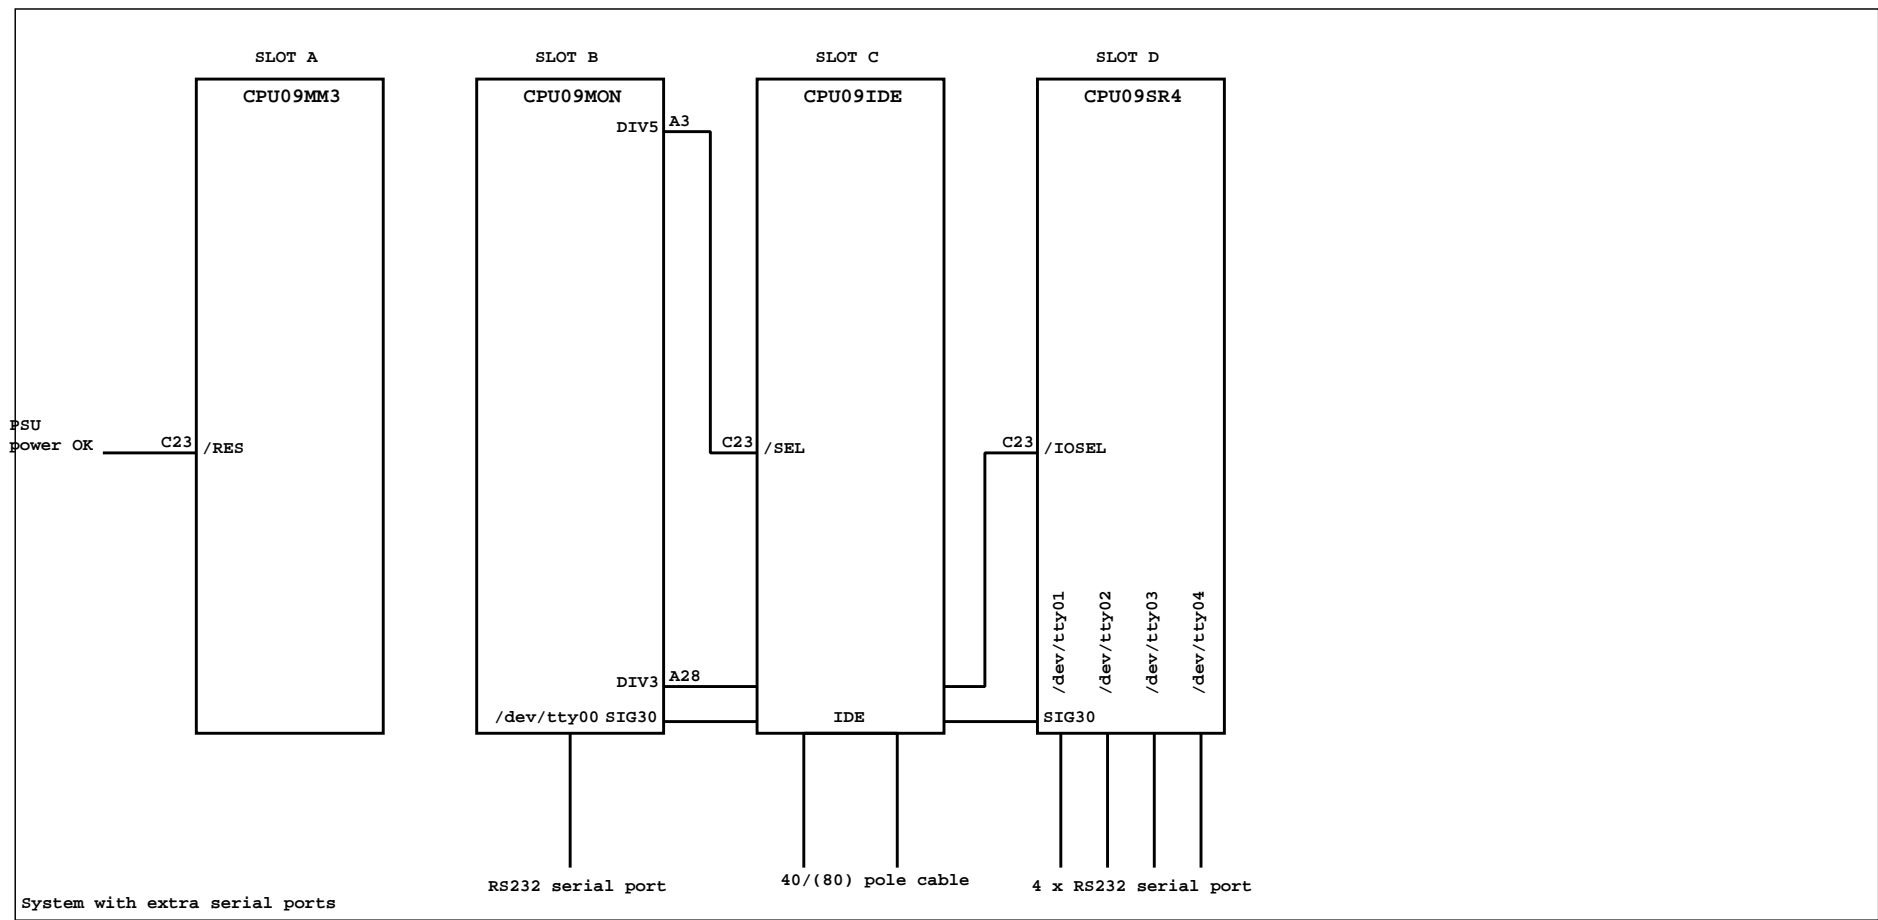 SLOT A
SLOT B
SLOT C
SLOT D
CPU09MM3
CPU09MON
CPU09IDE
CPU09SR4
DIV5
A3
PSU
power OK
C23
/RES
C23
/SEL
C23
/IOSEL
/dev/tty01
/dev/tty02
/dev/tty03
/dev/tty04
DIV3
A28
/dev/tty00 SIG30
IDE
SIG30
RS232 serial port
40/(80) pole cable
4 x RS232 serial port
System with extra serial ports